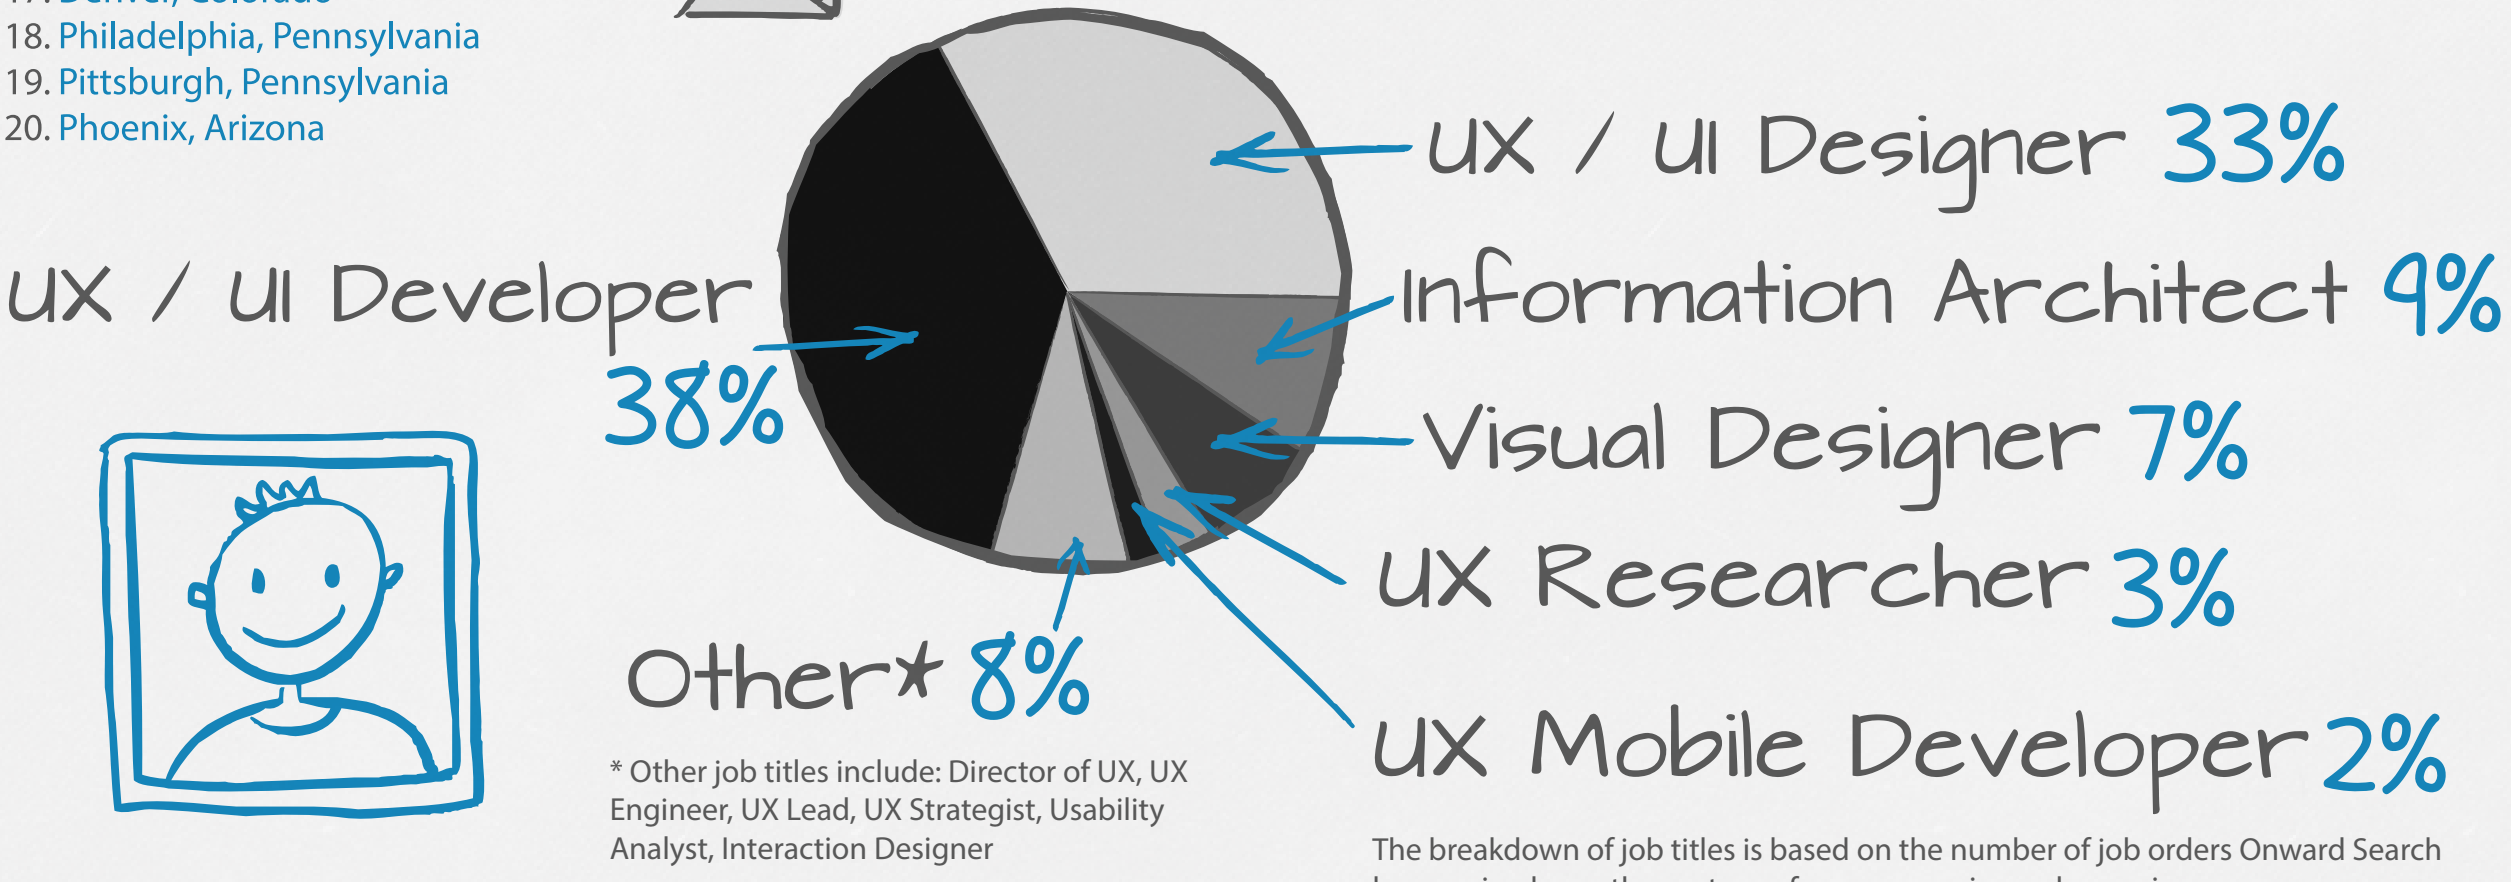 17. Denver, Colorado
18. Philadelphia, Pennsylvania
19. Pittsburgh, Pennsylvania
20. Phoenix, Arizona
UX / UI Designer 33%
UX / UI Developer
38%
Information Architect 9%
Visual Designer 7%
UX Researcher 3%
Other* 8%
UX Mobile Developer 2%
* Other job titles include: Director of UX, UX
Engineer, UX Lead, UX Strategist, Usability
Analyst, Interaction Designer
The breakdown of job titles is based on the number of job orders Onward Search